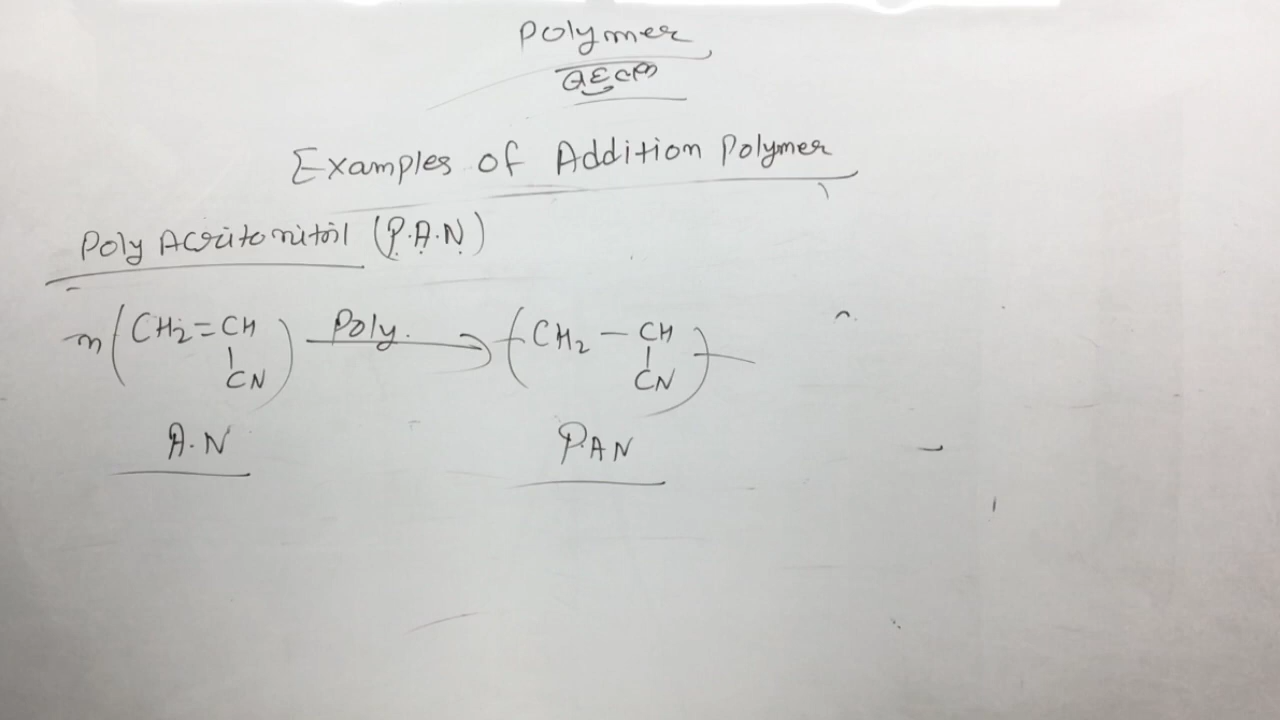 Polymer
Examples of Addition Polymer
Poly Acritonitril (P.A.N)
n(CH2=CH Poly. (CH2-CH)
CN CN
A.N PAN